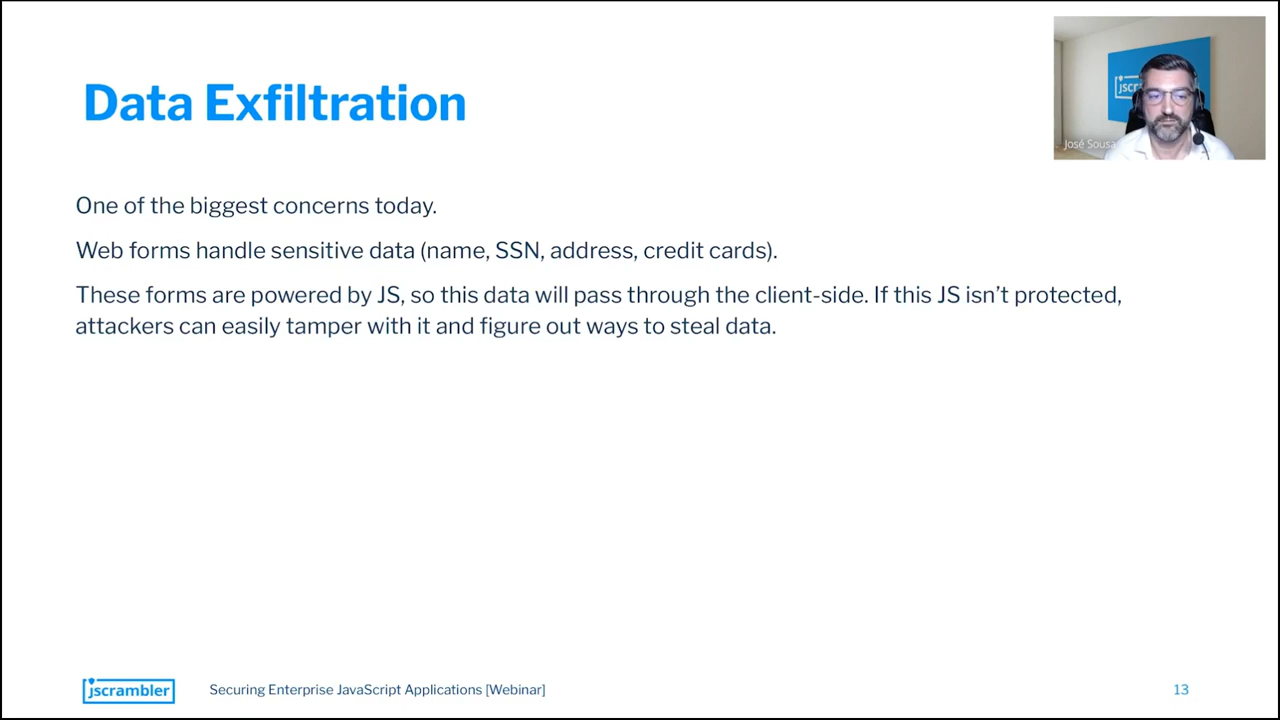 Data Exfiltration
José Sousa
One of the biggest concerns today.
Web forms handle sensitive data (name, SSN, address, credit cards).
These forms are powered by JS, so this data will pass through the client-side. If this JS isn’t protected,
attackers can easily tamper with it and figure out ways to steal data.
jscrambler
Securing Enterprise JavaScript Applications [Webinar]
13